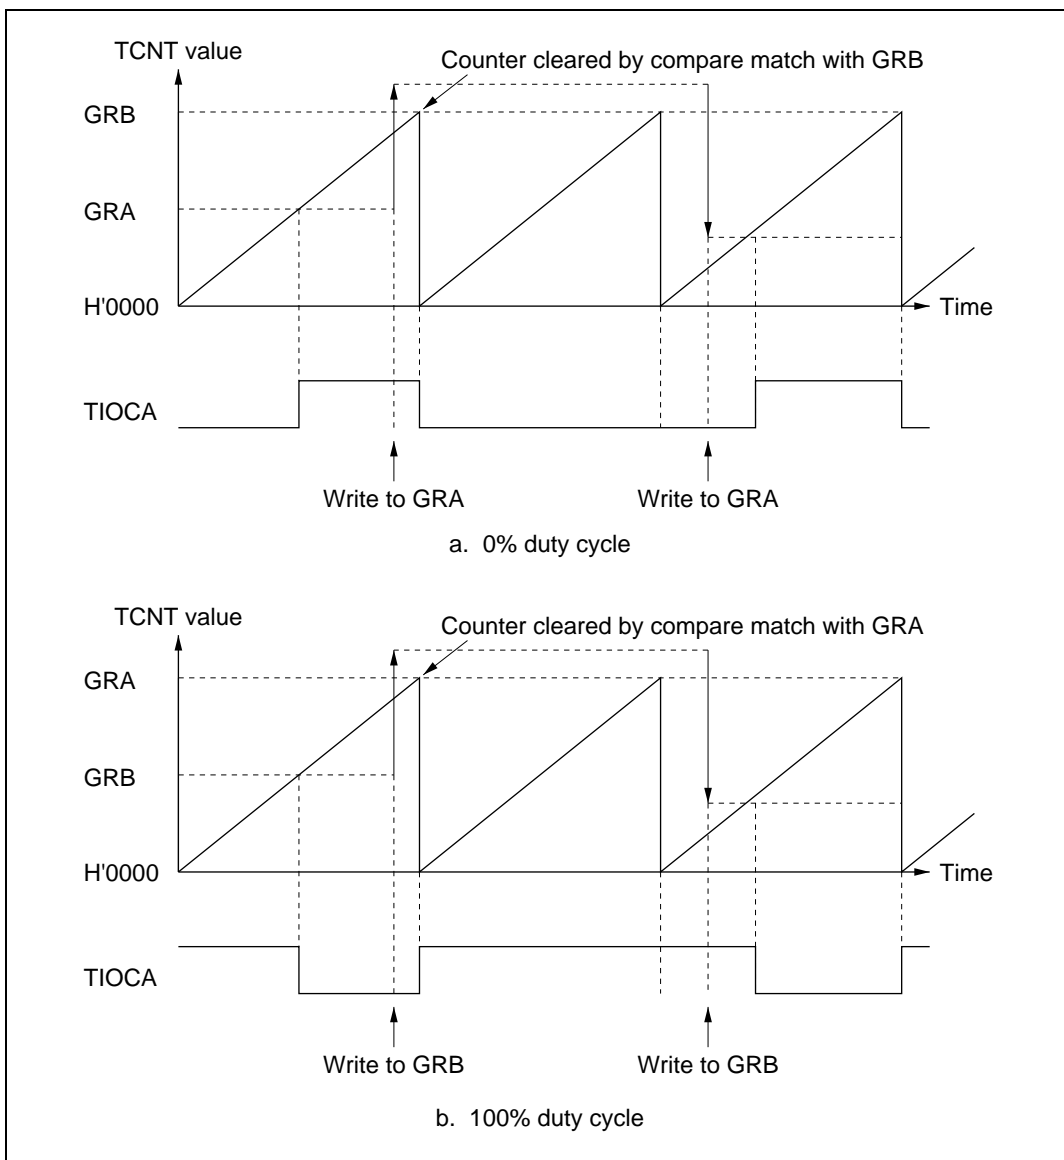 TCNT value
Counter cleared by compare match with GRB
GRB
GRA
H'0000
Time
TIOCA
Write to GRA
Write to GRA
a. 0% duty cycle
TCNT value
Counter cleared by compare match with GRA
GRA
GRB
H'0000
Time
TIOCA
Write to GRB
Write to GRB
b. 100% duty cycle